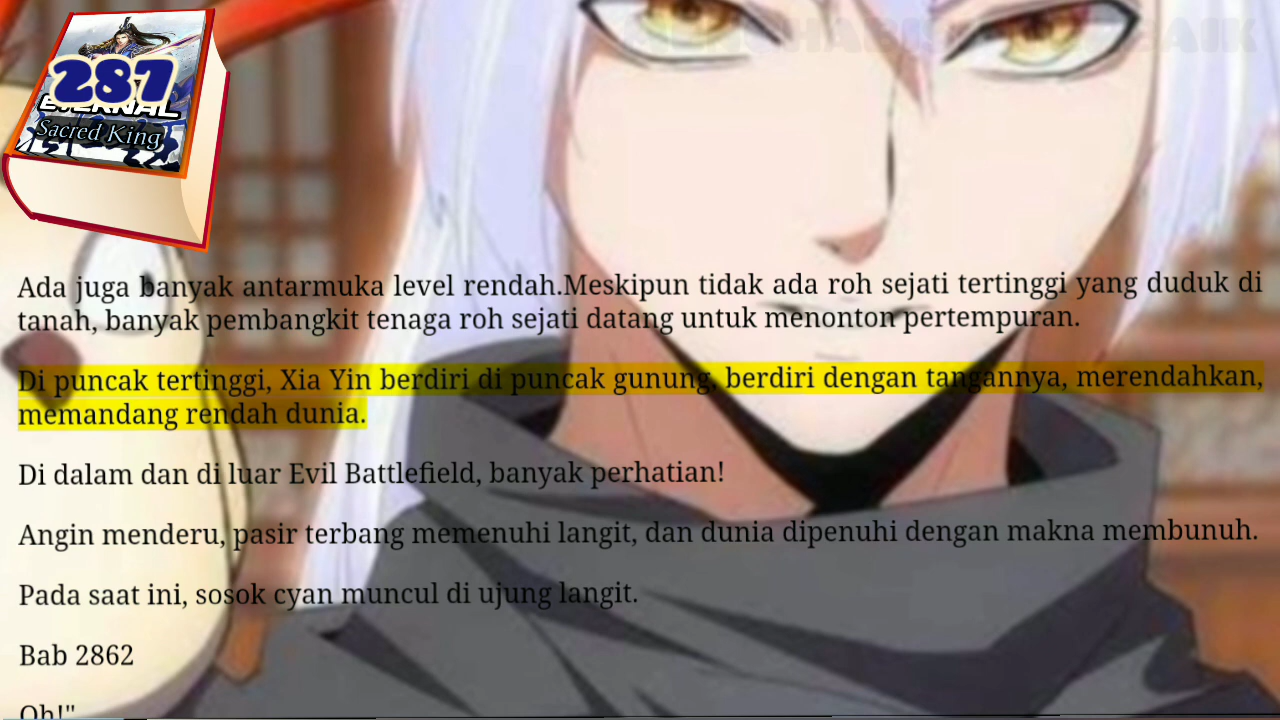 287
ETERNAL
Sacred King
Ada juga banyak antarmuka level rendah.Meskipun tidak ada roh sejati tertinggi yang duduk di
tanah, banyak pembangkit tenaga roh sejati datang untuk menonton pertempuran.
Di puncak tertinggi, Xia Yin berdiri di puncak gunung, berdiri dengan tangannya, merendahkan,
memandang rendah dunia.
Di dalam dan di luar Evil Battlefield, banyak perhatian!
Angin menderu, pasir terbang memenuhi langit, dan dunia dipenuhi dengan makna membunuh.
Pada saat ini, sosok cyan muncul di ujung langit.
Bab 2862
Oh!"